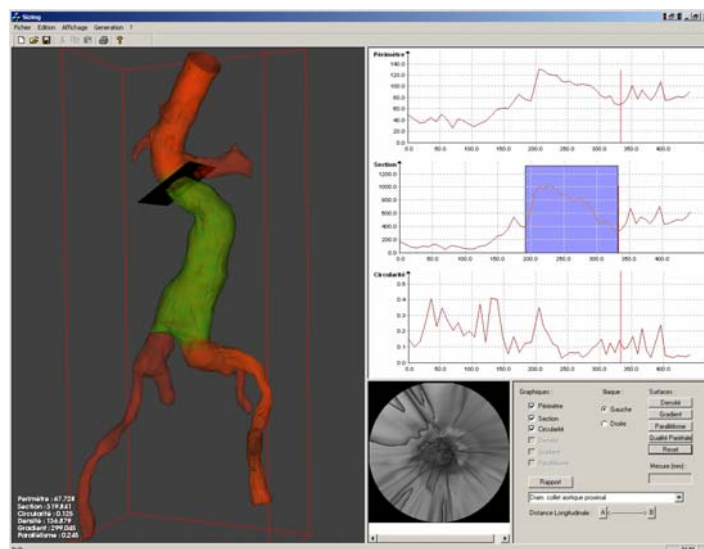 Sizing
Fichier Edition Affichage Generation ?
Périmètre
140.0
120.0
100.0
80.0
60.0
40.0
20.0
0.0
0.0 50.0 100.0 150.0 200.0 250.0 300.0 350.0 400.0
Section
1200.0
1000.0
800.0
600.0
400.0
200.0
0.0
0.0 50.0 100.0 150.0 200.0 250.0 300.0 350.0 400.0
Circularité
0.5
0.4
0.3
0.2
0.1
0.0
0.0 50.0 100.0 150.0 200.0 250.0 300.0 350.0 400.0
Perimètre : 67.728
Section : 319.861
Circularité : 0.125
Densité : 136.879
Gradient : 299.045
Parallélisme : 0.245
Graphiques :
Périmètre
Section
Circularité
Densité
Gradient
Parallélisme
Rapport
Iliaque :
Gauche
Droite
Surfaces :
Densité
Gradient
Parallélisme
Qualité Pariétale
Reset
Mesure (mm) :
Diam. collet aortique proximal
Distance Longitudinale : A B